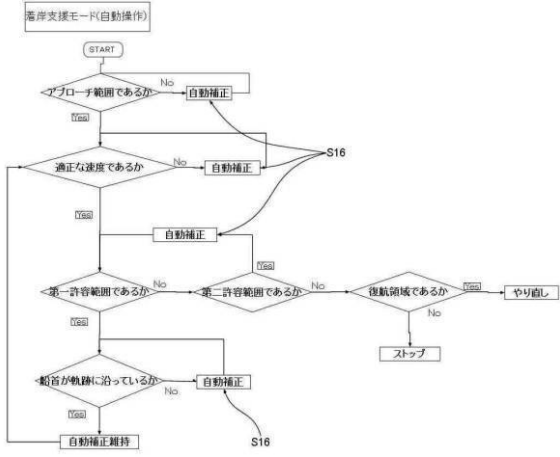 着岸支援モード(自動操作)
START
アプローチ範囲であるか
No
自動補正
Yes
適正な速度であるか
No
自動補正
S16
Yes
自動補正
Yes
第一許容範囲であるか
No
第二許容範囲であるか
No
復航領域であるか
Yes
やり直し
Yes
No
ストップ
船首が軌跡に沿っているか
No
自動補正
Yes
S16
自動補正維持